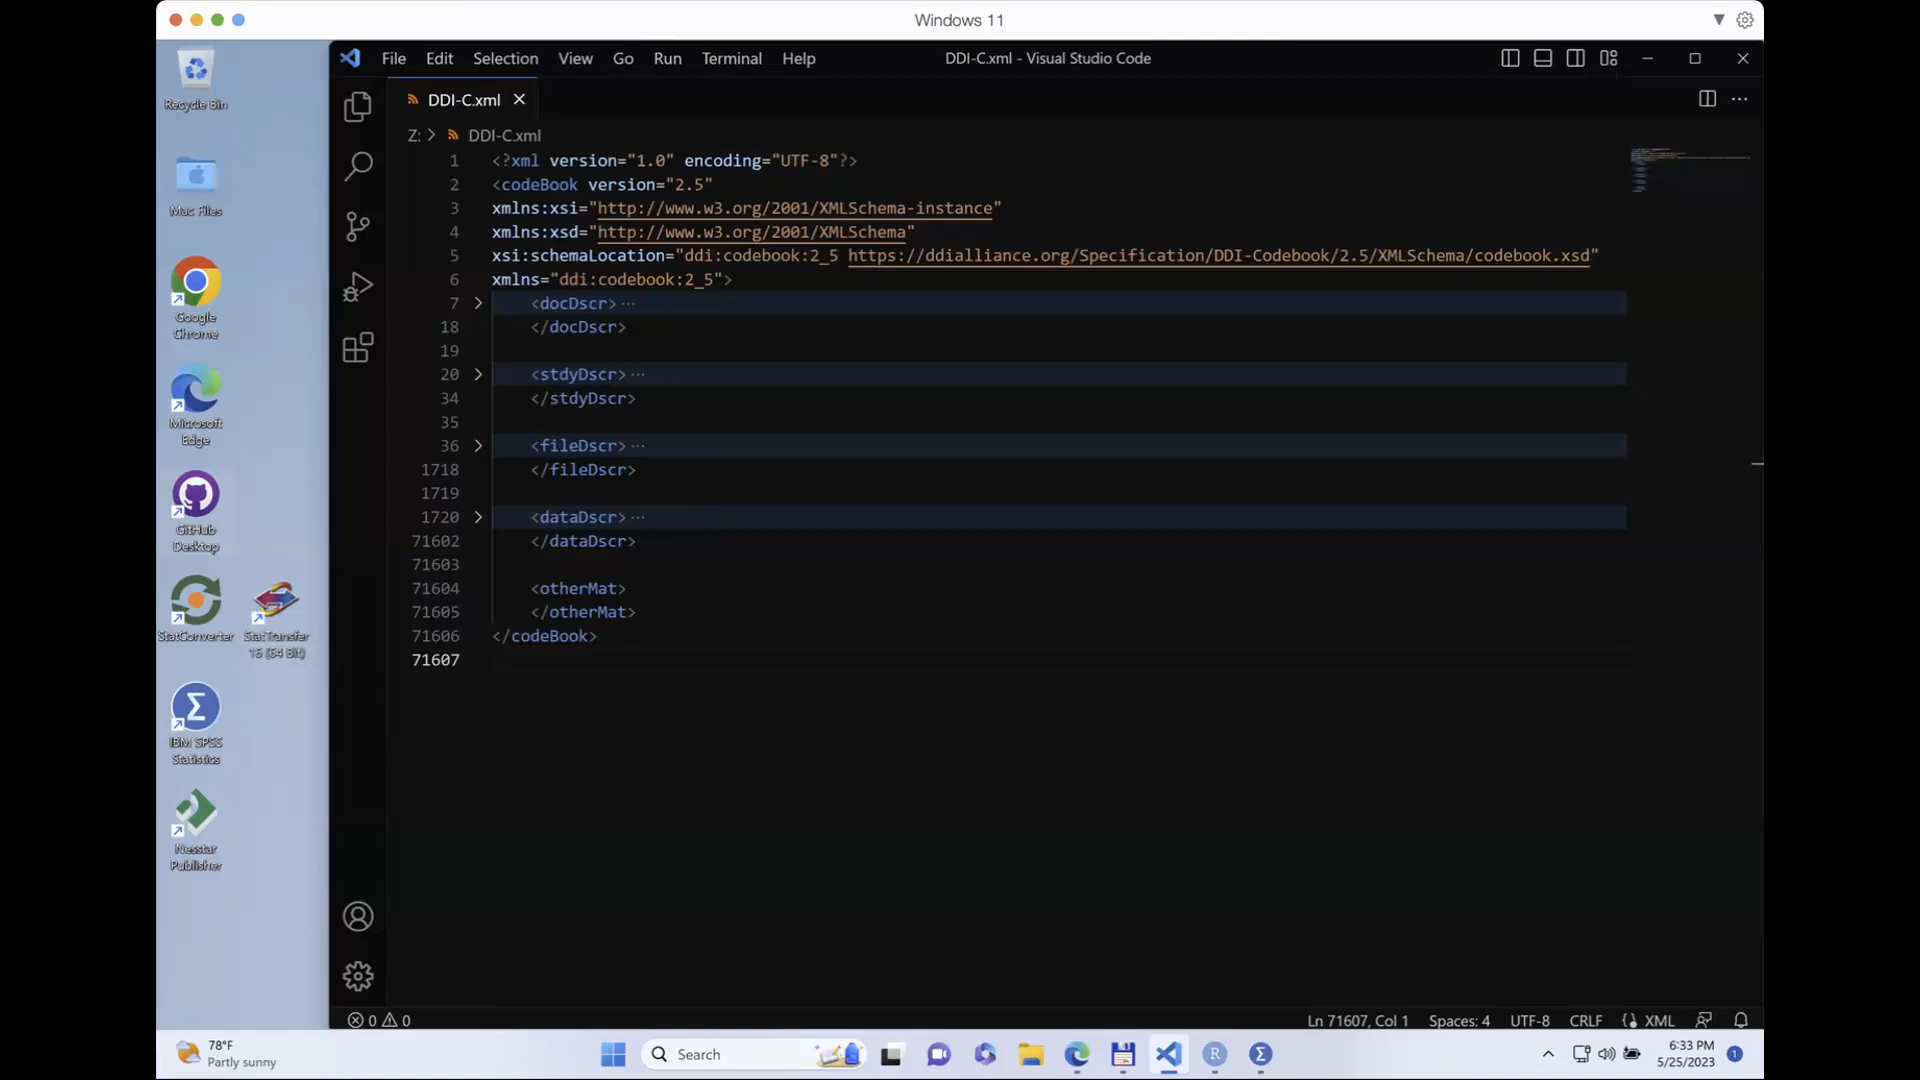 Windows 11
Recycle Bin
Mac Files
Google
Chrome
Microsoft
Edge
GitHub
Desktop
StatConverter
StatTransfer
16 (64 Bit)
IBM SPSS
Statistics
Nesstar
Publisher
File Edit Selection View Go Run Terminal Help
DDI-C.xml - Visual Studio Code
DDI-C.xml
Z: > DDI-C.xml
1 <?xml version="1.0" encoding="UTF-8"?>
2 <codeBook version="2.5"
3 xmlns:xsi="http://www.w3.org/2001/XMLSchema-instance"
4 xmlns:xsd="http://www.w3.org/2001/XMLSchema"
5 xsi:schemaLocation="ddi:codebook:2_5 https://ddialliance.org/Specification/DDI-Codebook/2.5/XMLSchema/codebook.xsd"
6 xmlns="ddi:codebook:2_5">
7 <docDscr>···
18 </docDscr>
19
20 <stdyDscr>···
34 </stdyDscr>
35
36 <fileDscr>···
1718 </fileDscr>
1719
1720 <dataDscr>···
71602 </dataDscr>
71603
71604 <otherMat>
71605 </otherMat>
71606 </codeBook>
71607
0 0
Ln 71607, Col 1 Spaces: 4 UTF-8 CRLF XML
78°F
Partly sunny
Search
6:33 PM
5/25/2023
1